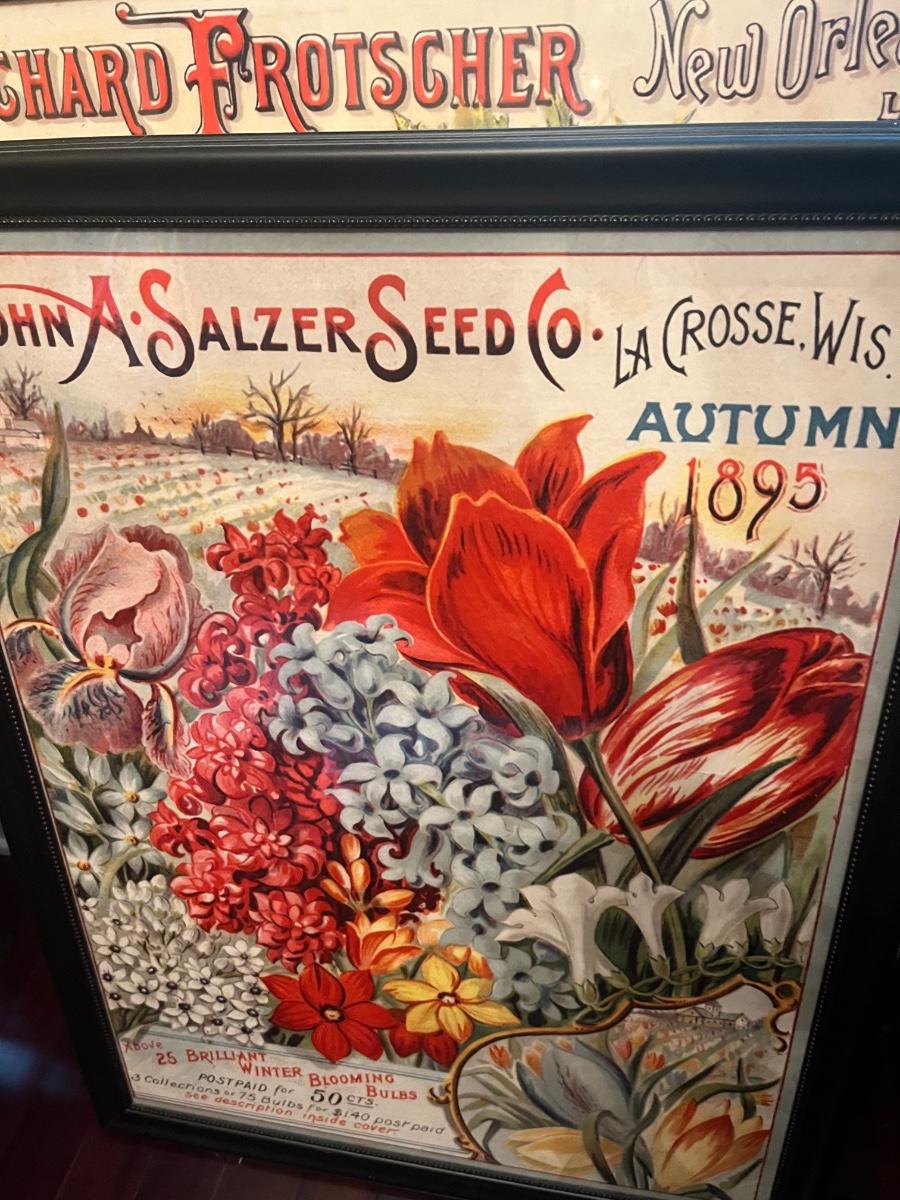 CHARD FROTSCHER New Orle
OHN A. SALZER SEED CO. LA CROSSE, WIS.
AUTUMN
1895
Above
25 BRILLIANT
WINTER BLOOMING
BULBS
POSTPAID for 50 CTS.
3 Collections or 75 Bulbs for $1.40 postpaid
see description inside cover.